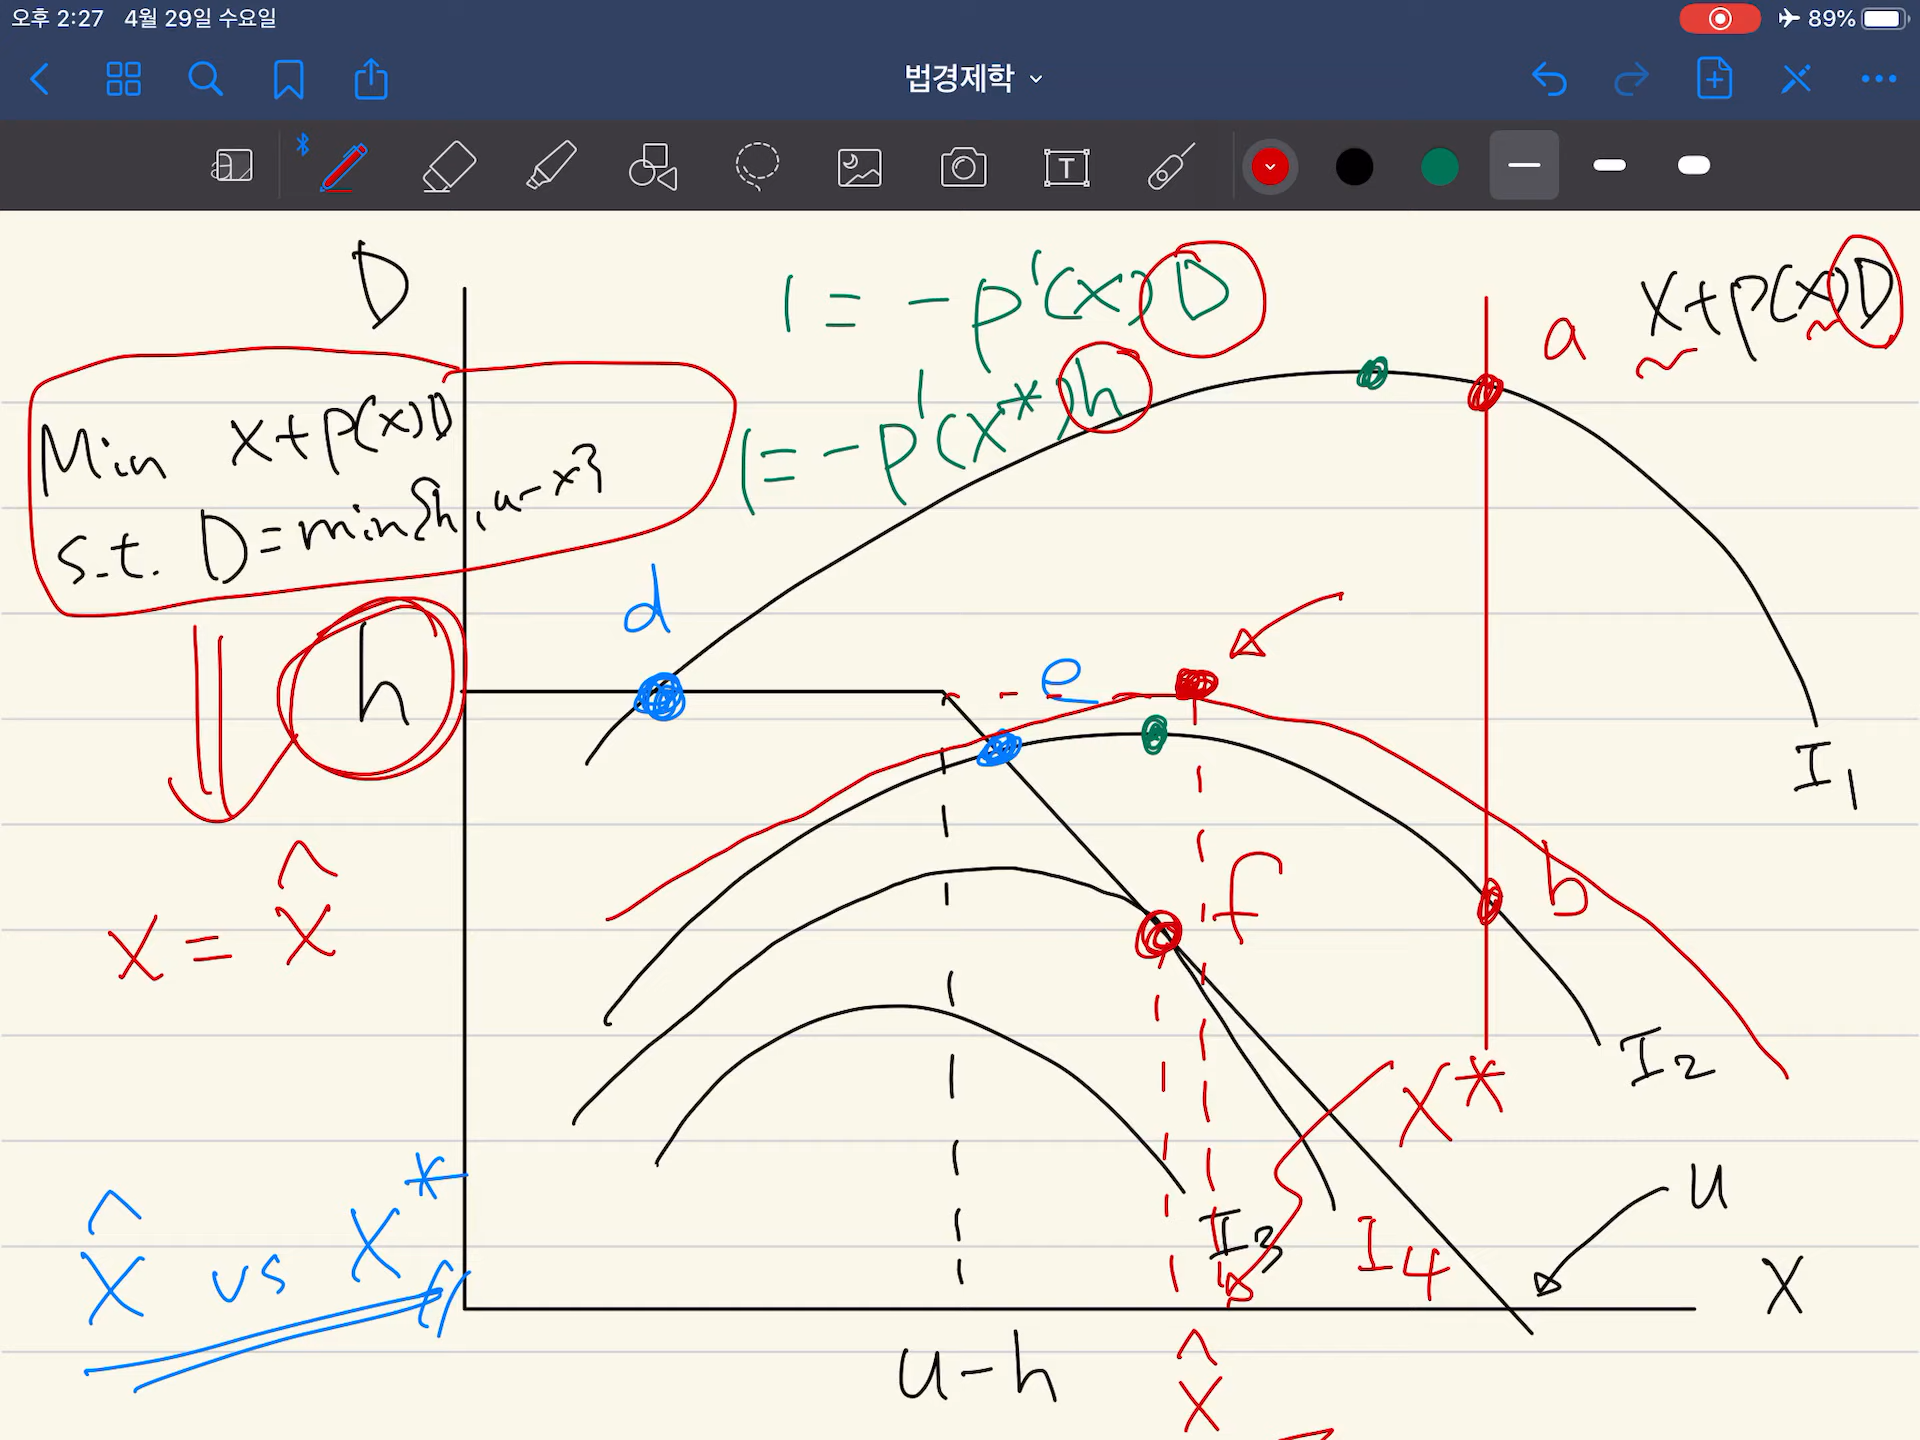 오후 2:27 4월 29일 수요일
89%
법경제학
T
D
1 = -p'(x)D
x+p(x)D
a
1 = -p'(x*)h
Min x+p(x)D
s.t. D=min{h, u-x}
d
h
e
I1
f
b
x = x̂
I2
x*
x̂ vs x*
I3
I4
u
x
u-h
x̂